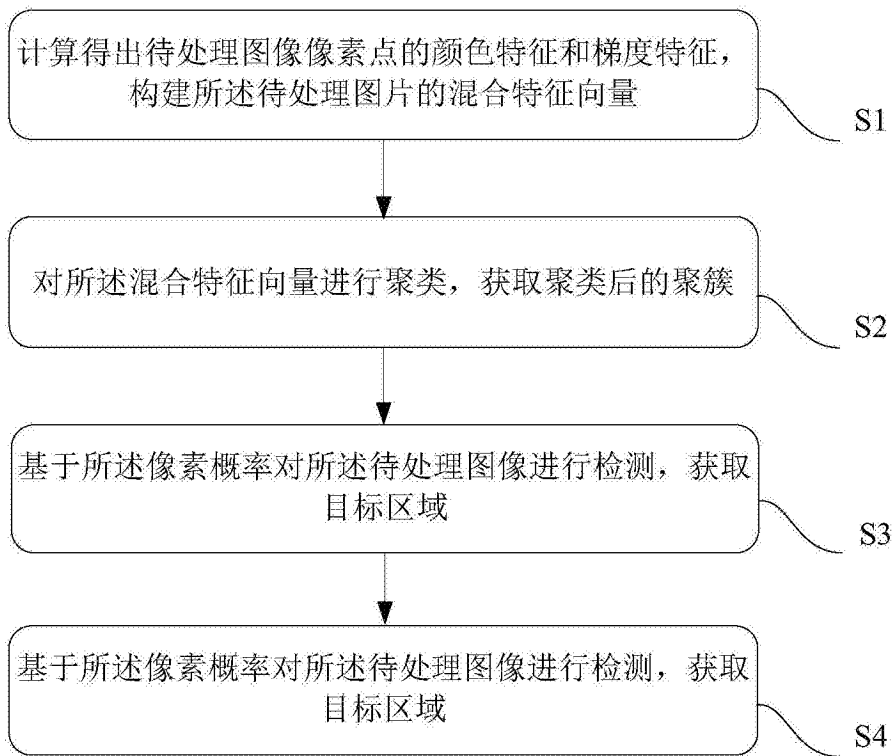 计算得出待处理图像像素点的颜色特征和梯度特征，
构建所述待处理图片的混合特征向量
S1
对所述混合特征向量进行聚类，获取聚类后的聚簇
S2
基于所述像素概率对所述待处理图像进行检测，获取
目标区域
S3
基于所述像素概率对所述待处理图像进行检测，获取
目标区域
S4